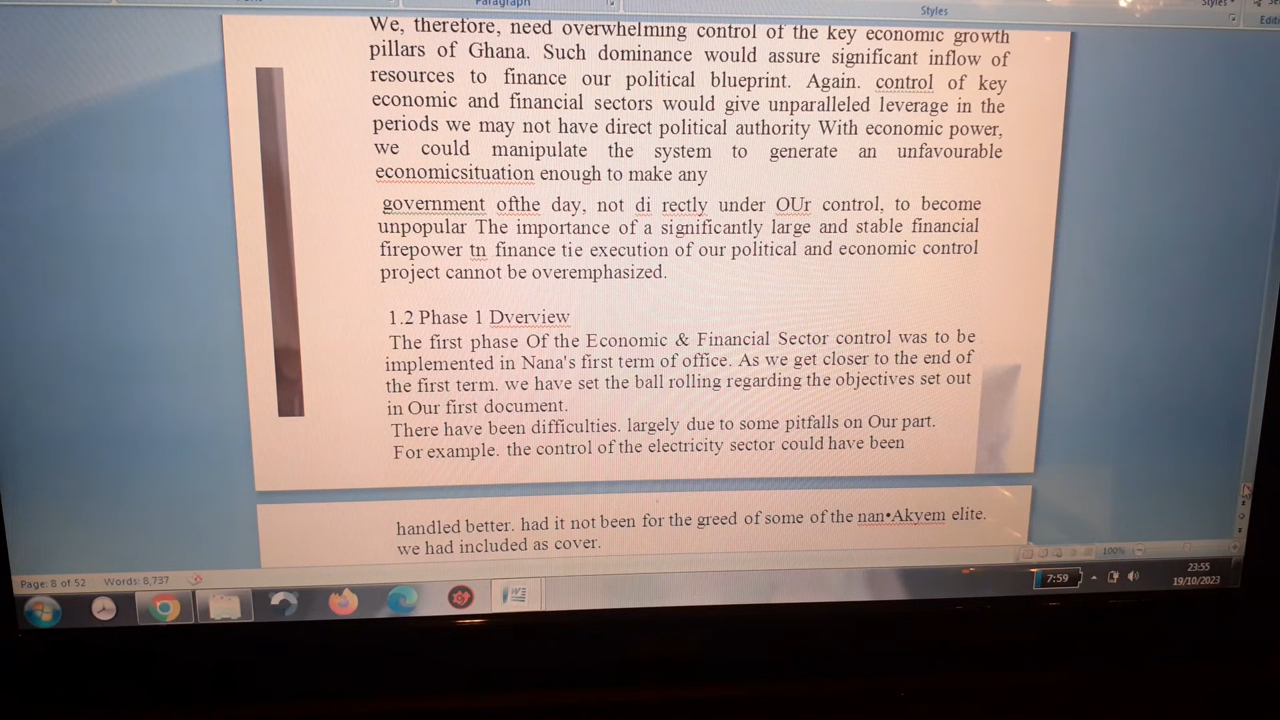 Paragraph
Styles
Styles
Edit
We, therefore, need overwhelming control of the key economic growth
pillars of Ghana. Such dominance would assure significant inflow of
resources to finance our political blueprint. Again. control of key
economic and financial sectors would give unparalleled leverage in the
periods we may not have direct political authority With economic power,
we could manipulate the system to generate an unfavourable
economicsituation enough to make any
government ofthe day, not di rectly under OUr control, to become
unpopular The importance of a significantly large and stable financial
firepower tn finance tie execution of our political and economic control
project cannot be overemphasized.
1.2 Phase 1 Dverview
The first phase Of the Economic & Financial Sector control was to be
implemented in Nana's first term of office. As we get closer to the end of
the first term. we have set the ball rolling regarding the objectives set out
in Our first document.
There have been difficulties. largely due to some pitfalls on Our part.
For example. the control of the electricity sector could have been
handled better. had it not been for the greed of some of the nan•Akyem elite.
we had included as cover.
Page: 8 of 52 Words: 8,737
100%
7:59
23:55
19/10/2023